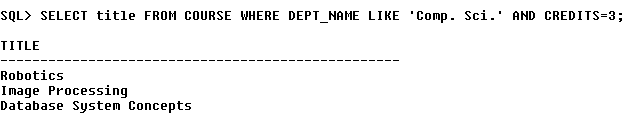 SQL> SELECT title FROM COURSE WHERE DEPT_NAME LIKE 'Comp. Sci.' AND CREDITS=3;
TITLE
--------------------------------------------------
Robotics
Image Processing
Database System Concepts